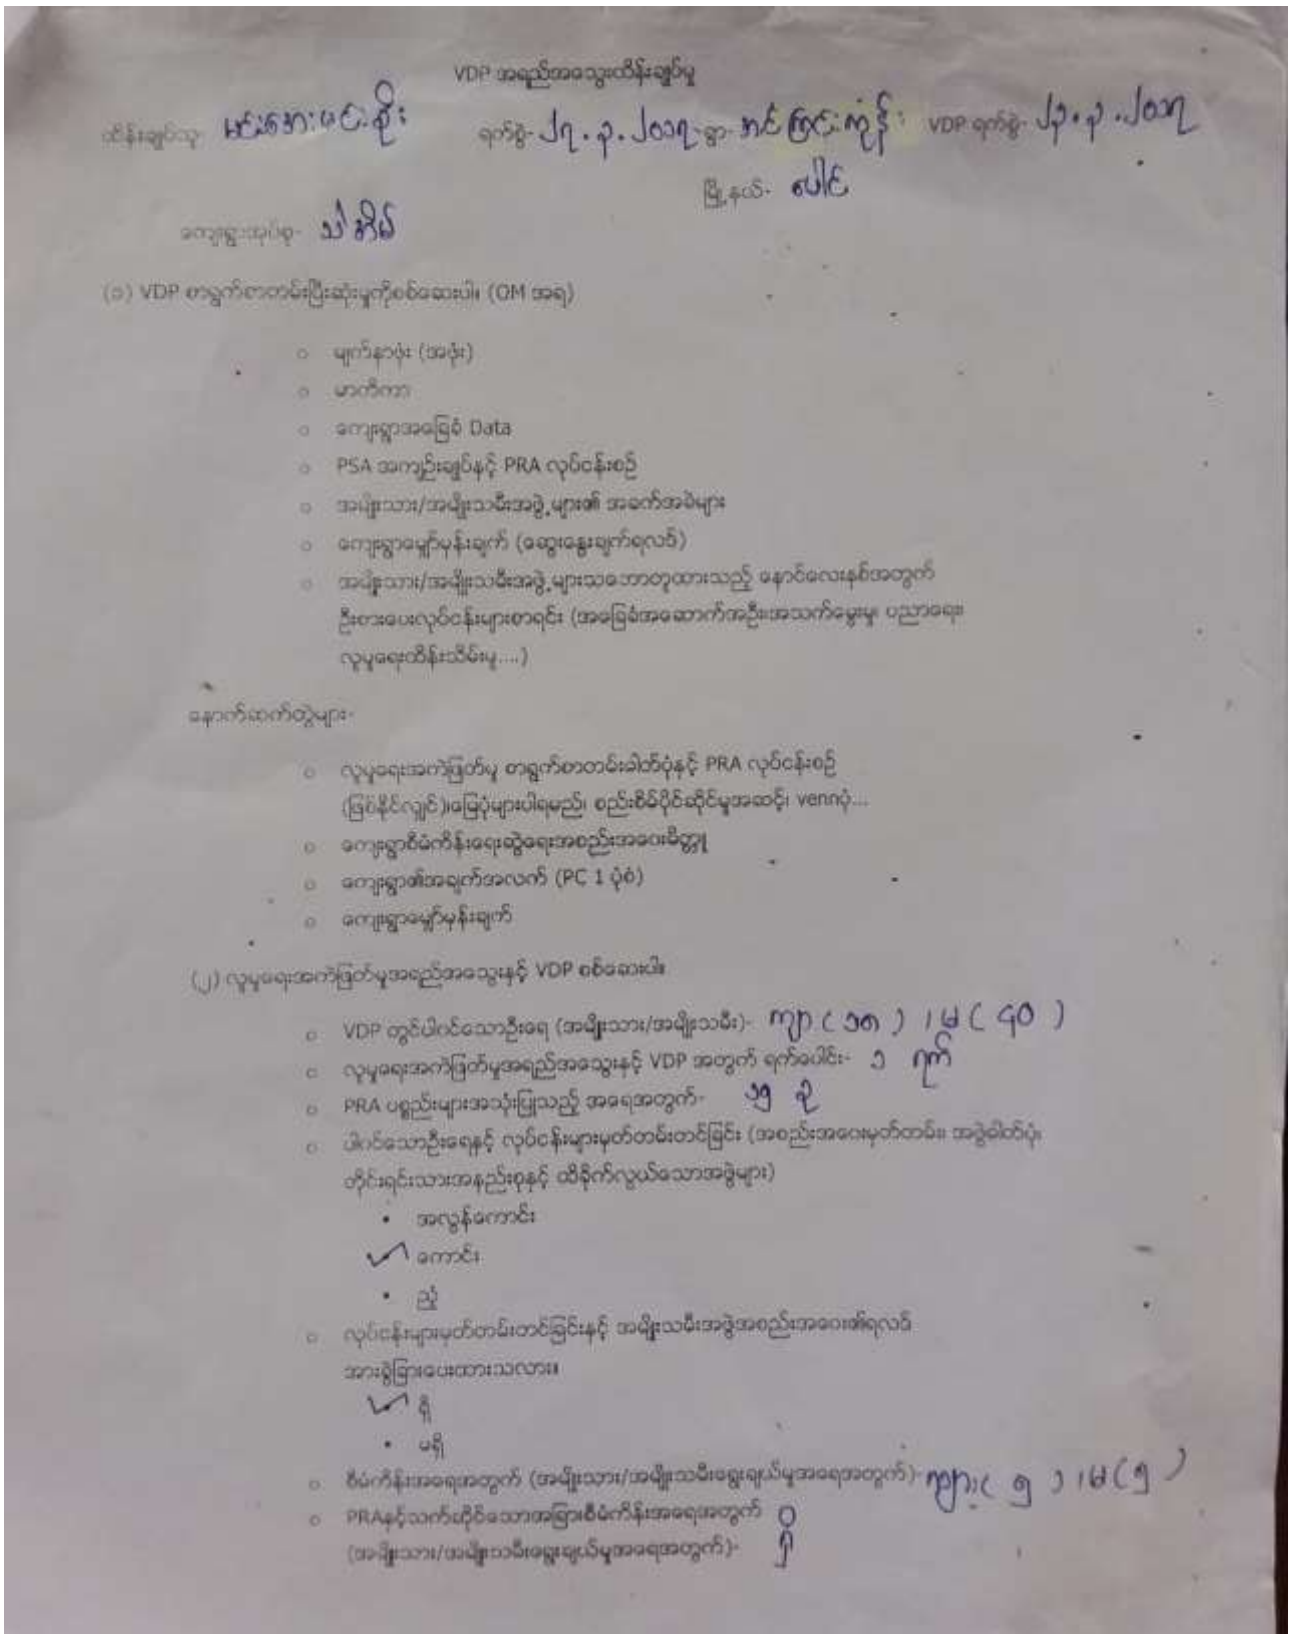 VDP အရည်အသွေးထိန်းချုပ်မှု
ထိန်းချုပ်သူ- မင်းအေးမင်းစိုး ရက်စွဲ- ၂၇.၃.၂၀၁၇ ရွာ- အင်ကြင်းကုန်း VDP ရက်စွဲ- ၂၃.၃.၂၀၁၇
မြို့နယ်- ပေါင်
ကျေးရွာအုပ်စု- သဲအိမ်
(၁) VDP စာရွက်စာတမ်းပြီးဆုံးမှုကိုစစ်ဆေးပါ။ (OM အရ)
○ မျက်နှာဖုံး (အဖုံး)
○ မာတိကာ
○ ကျေးရွာအခြေခံ Data
○ PSA အကျဉ်းချုပ်နှင့် PRA လုပ်ငန်းစဉ်
○ အမျိုးသား/အမျိုးသမီးအဖွဲ့များ၏ အခက်အခဲများ
○ ကျေးရွာမျှော်မှန်းချက် (ဆွေးနွေးချက်ရလဒ်)
○ အမျိုးသား/အမျိုးသမီးအဖွဲ့များသဘောတူထားသည့် နောင်လေးနှစ်အတွက်
ဦးစားပေးလုပ်ငန်းများစာရင်း (အခြေခံအဆောက်အဦး၊အသက်မွေးမှု၊ ပညာရေး၊
လူမှုရေးထိန်းသိမ်းမှု....)
နောက်ဆက်တွဲများ-
○ လူမှုရေးအကဲဖြတ်မှု စာရွက်စာတမ်းဓါတ်ပုံနှင့် PRA လုပ်ငန်းစဉ်
(ဖြစ်နိုင်လျှင်)၊မြေပုံများပါရမည်၊ စည်းစိမ်ပိုင်ဆိုင်မှုအဆင့်၊ vennပုံ...
○ ကျေးရွာစီမံကိန်းရေးဆွဲရေးအစည်းအဝေးမိတ္တူ
○ ကျေးရွာ၏အချက်အလက် (PC 1 ပုံစံ)
○ ကျေးရွာမျှော်မှန်းချက်
(၂) လူမှုရေးအကဲဖြတ်မှုအရည်အသွေးနှင့် VDP စစ်ဆေးပါ။
○ VDP တွင်ပါဝင်သောဦးရေ (အမျိုးသား/အမျိုးသမီး)- ကျာ (၁၈) ၊ မ (၄၀)
○ လူမှုရေးအကဲဖြတ်မှုအရည်အသွေးနှင့် VDP အတွက် ရက်ပေါင်း- ၁ ရက်
○ PRA ပစ္စည်းများအသုံးပြုသည့် အရေအတွက်- ၁၅ ခု
○ ပါဝင်သောဦးရေနှင့် လုပ်ငန်းများမှတ်တမ်းတင်ခြင်း (အစည်းအဝေးမှတ်တမ်း၊ အဖွဲ့ဓါတ်ပုံ၊
တိုင်းရင်းသားအနည်းစုနှင့် ထိခိုက်လွယ်သောအဖွဲ့များ)
• အလွန်ကောင်း
✓ ကောင်း
• ညံ့
○ လုပ်ငန်းများမှတ်တမ်းတင်ခြင်းနှင့် အမျိုးသမီးအဖွဲ့အစည်းအဝေး၏ရလဒ်
အားခွဲခြားပေးထားသလား။
✓ ရှိ
• မရှိ
○ စီမံကိန်းအရေအတွက် (အမျိုးသား/အမျိုးသမီးရွေးချယ်မှုအရေအတွက်)- ကျား( ၅ ) ၊ မ ( ၅ )
○ PRAနှင့်သက်ဆိုင်သောအခြားစီမံကိန်းအရေအတွက်
(အမျိုးသား/အမျိုးသမီးရွေးချယ်မှုအရေအတွက်)-